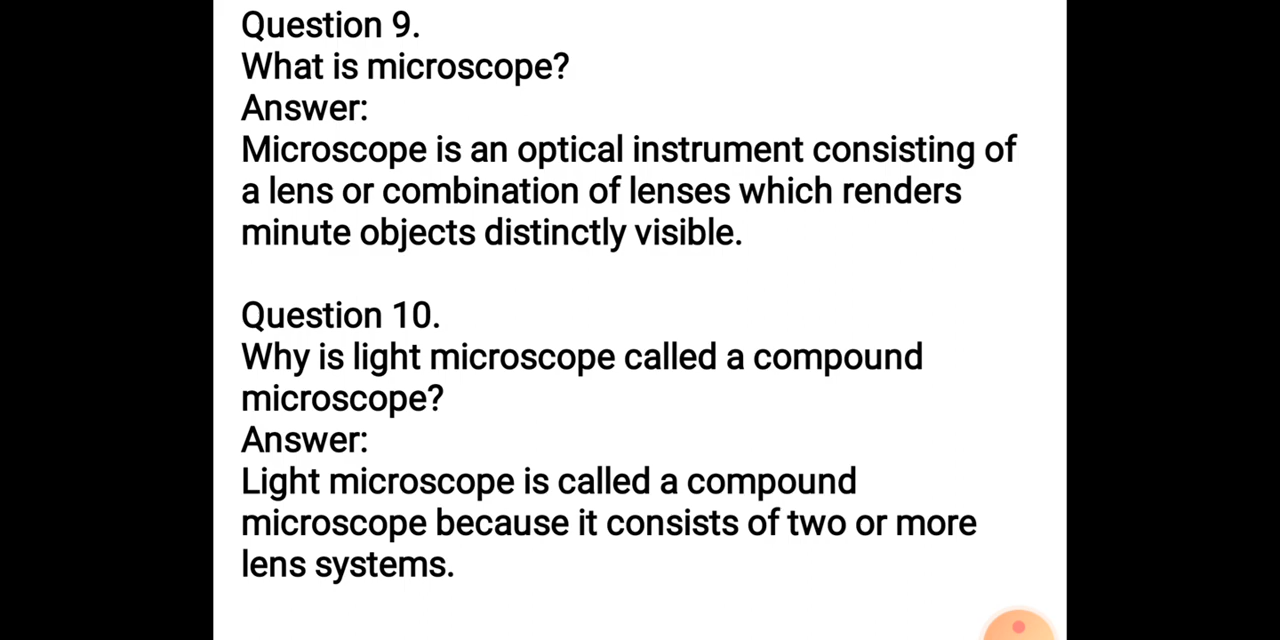 Question 9.
What is microscope?
Answer:
Microscope is an optical instrument consisting of
a lens or combination of lenses which renders
minute objects distinctly visible.
Question 10.
Why is light microscope called a compound
microscope?
Answer:
Light microscope is called a compound
microscope because it consists of two or more
lens systems.